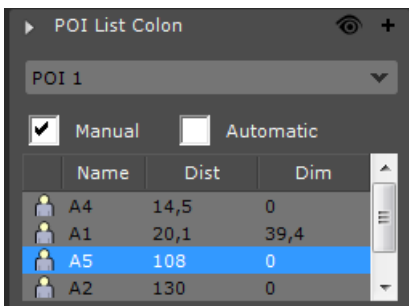 POI List Colon
POI 1
Manual Automatic
Name Dist Dim
A4 14,5 0
A1 20,1 39,4
A5 108 0
A2 130 0